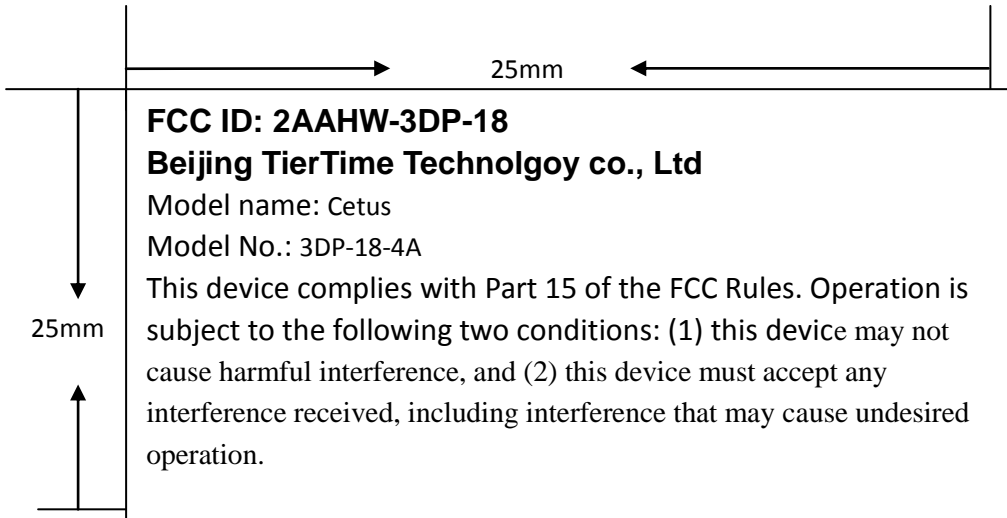 25mm
FCC ID: 2AAHW-3DP-18
Beijing TierTime Technolgoy co., Ltd
Model name: Cetus
Model No.: 3DP-18-4A
This device complies with Part 15 of the FCC Rules. Operation is
25mm
subject to the following two conditions: (1) this device may not
cause harmful interference, and (2) this device must accept any
interference received, including interference that may cause undesired
operation.